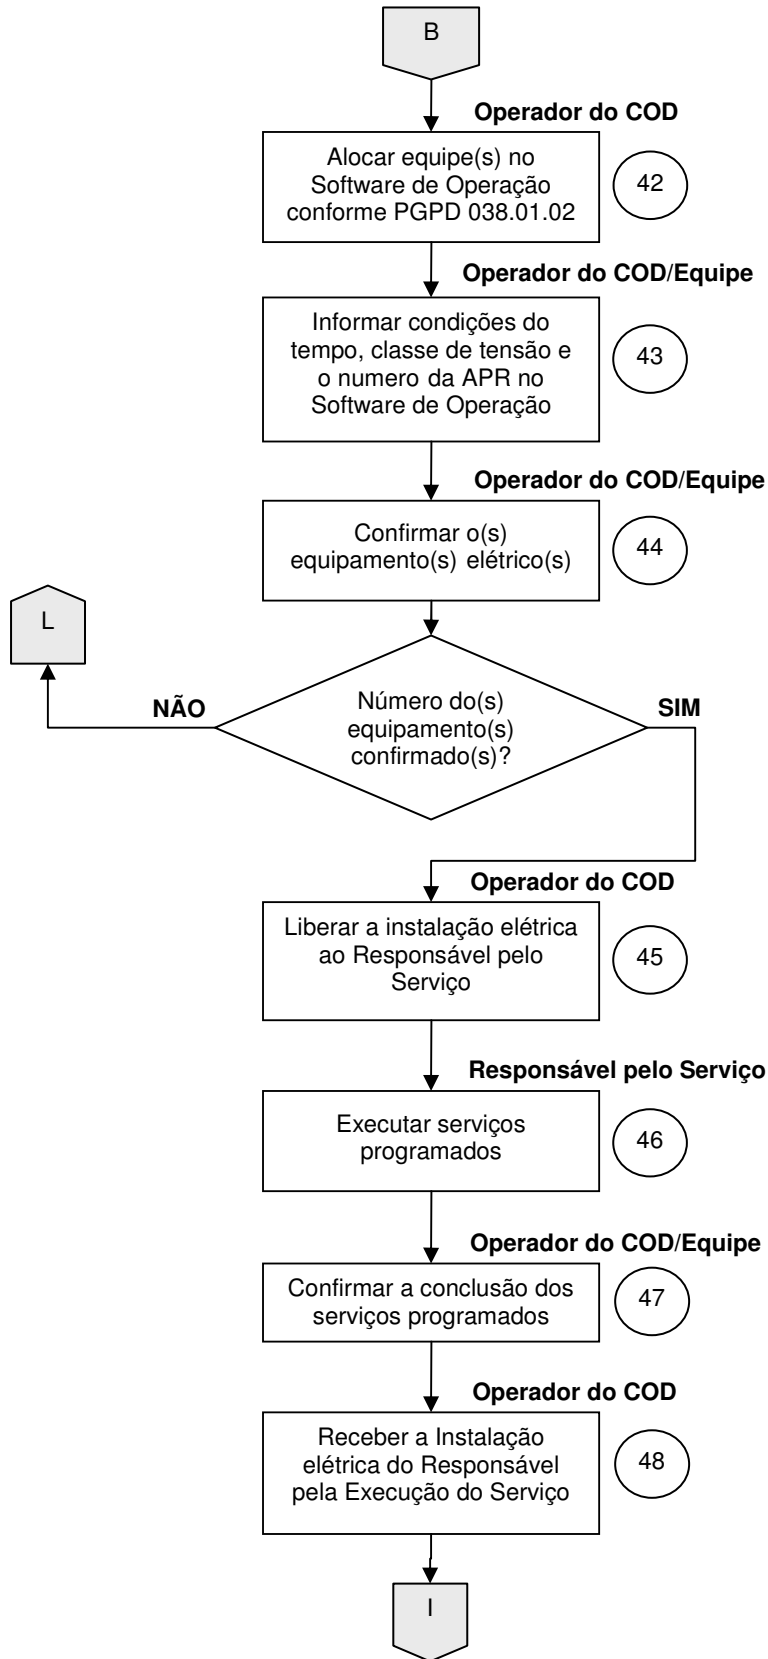 B
Operador do COD
Alocar equipe(s) no
Software de Operação
conforme PGPD 038.01.02
42
Operador do COD/Equipe
Informar condições do
tempo, classe de tensão e
o numero da APR no
Software de Operação
43
Operador do COD/Equipe
Confirmar o(s)
equipamento(s) elétrico(s)
44
L
NÃO
Número do(s)
equipamento(s)
confirmado(s)?
SIM
Operador do COD
Liberar a instalação elétrica
ao Responsável pelo
Serviço
45
Responsável pelo Serviço
Executar serviços
programados
46
Operador do COD/Equipe
Confirmar a conclusão dos
serviços programados
47
Operador do COD
Receber a Instalação
elétrica do Responsável
pela Execução do Serviço
48
I